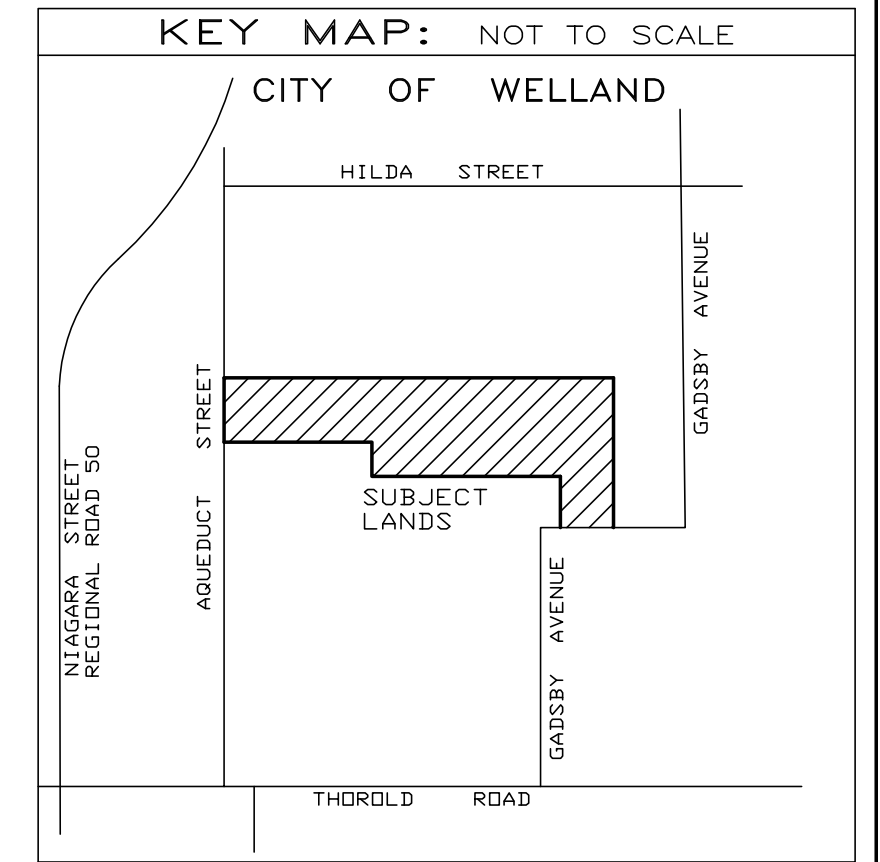 KEY MAP: NOT TO SCALE
CITY OF WELLAND
HILDA STREET
GADSBY AVENUE
AQUEDUCT STREET
NIAGARA STREET
REGIONAL ROAD 50
SUBJECT
LANDS
GADSBY AVENUE
THOROLD ROAD